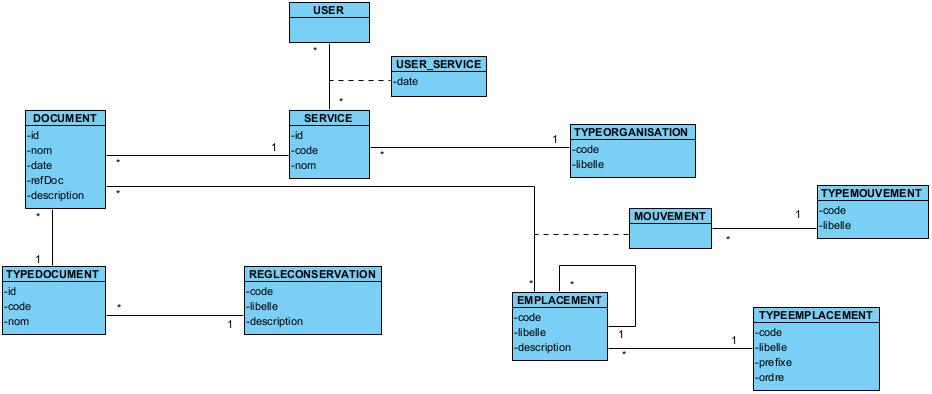 USER
*
USER_SERVICE
-date
*
DOCUMENT
-id
-nom
-date
-refDoc
-description
SERVICE
-id
-code
-nom
TYPEORGANISATION
-code
-libelle
*
1
*
1
*
*
1
TYPEDOCUMENT
-id
-code
-nom
REGLECONSERVATION
-code
-libelle
-description
*
1
MOUVEMENT
TYPEMOUVEMENT
-code
-libelle
*
1
*
*
1
EMPLACEMENT
-code
-libelle
-description
*
1
TYPEEMPLACEMENT
-code
-libelle
-prefixe
-ordre